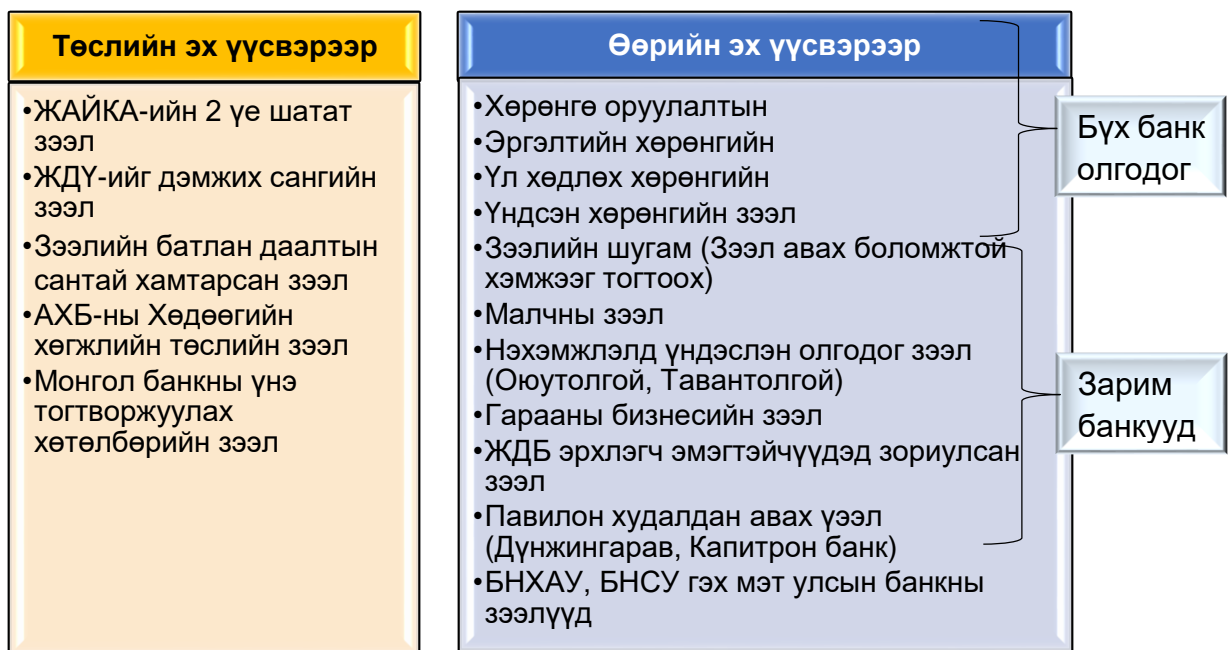 Төслийн эх үүсвэрээр
•ЖАЙКА-ийн 2 үе шатат
зээл
•ЖДҮ-ийг дэмжих сангийн
зээл
•Зээлийн батлан даалтын
сантай хамтарсан зээл
•АХБ-ны Хөдөөгийн
хөгжлийн төслийн зээл
•Монгол банкны үнэ
тогтворжуулах
хөтөлбөрийн зээл
Өөрийн эх үүсвэрээр
•Хөрөнгө оруулалтын
•Эргэлтийн хөрөнгийн
•Үл хөдлөх хөрөнгийн
•Үндсэн хөрөнгийн зээл
•Зээлийн шугам (Зээл авах боломжтой
хэмжээг тогтоох)
•Малчны зээл
•Нэхэмжлэлд үндэслэн олгодог зээл
(Оюутолгой, Тавантолгой)
•Гарааны бизнесийн зээл
•ЖДБ эрхлэгч эмэгтэйчүүдэд зориулсан
зээл
•Павилон худалдан авах үээл
(Дүнжингарав, Капитрон банк)
•БНХАУ, БНСУ гэх мэт улсын банкны
зээлүүд
Бүх банк
олгодог
Зарим
банкууд